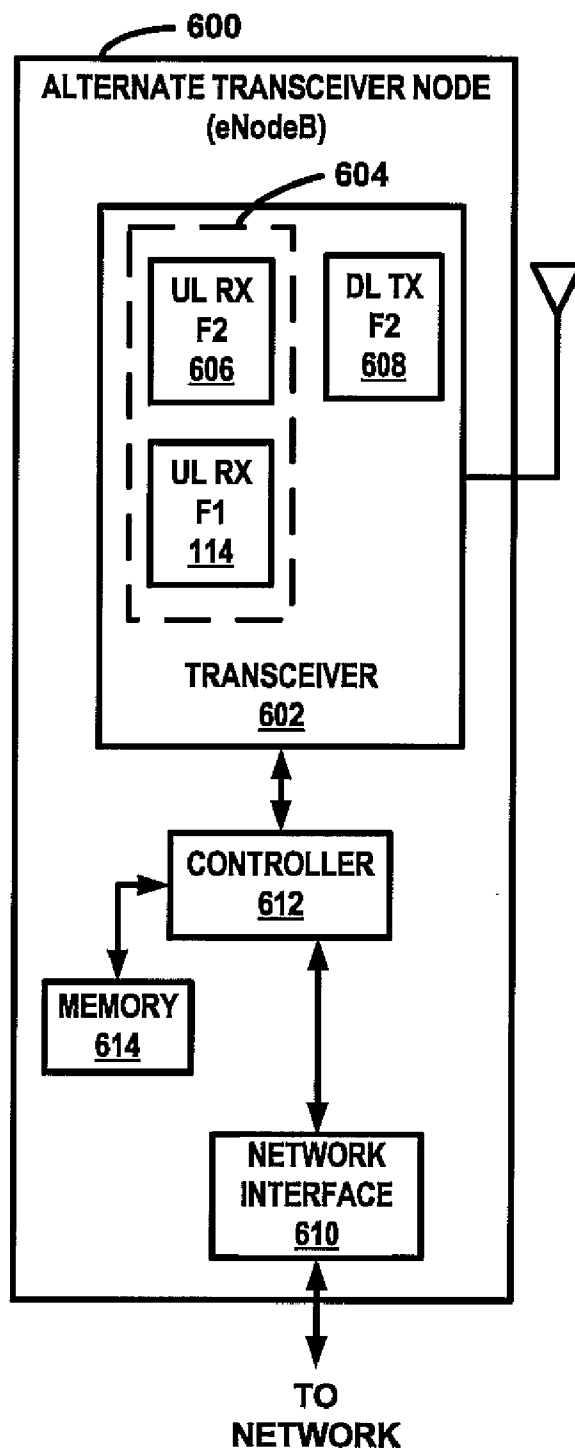 600
ALTERNATE TRANSCEIVER NODE
(eNodeB)
604
UL RX
F2
606
DL TX
F2
608
UL RX
F1
114
TRANSCEIVER
602
CONTROLLER
612
MEMORY
614
NETWORK
INTERFACE
610
TO
NETWORK